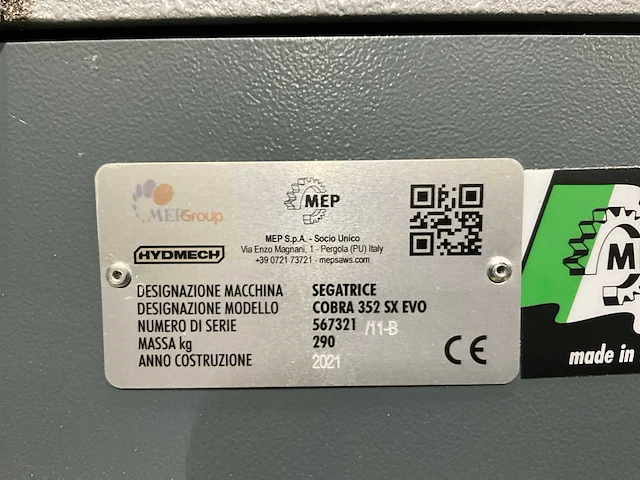 MEP Group
MEP
HYDMECH
MEP S.p.A. - Socio Unico
Via Enzo Magnani, 1 - Pergola (PU) Italy
+39 0721 73721 - mepsaws.com
DESIGNAZIONE MACCHINA SEGATRICE
DESIGNAZIONE MODELLO COBRA 352 SX EVO
NUMERO DI SERIE 567321 /11-B
MASSA kg 290
ANNO COSTRUZIONE 2021
CE
M
made in